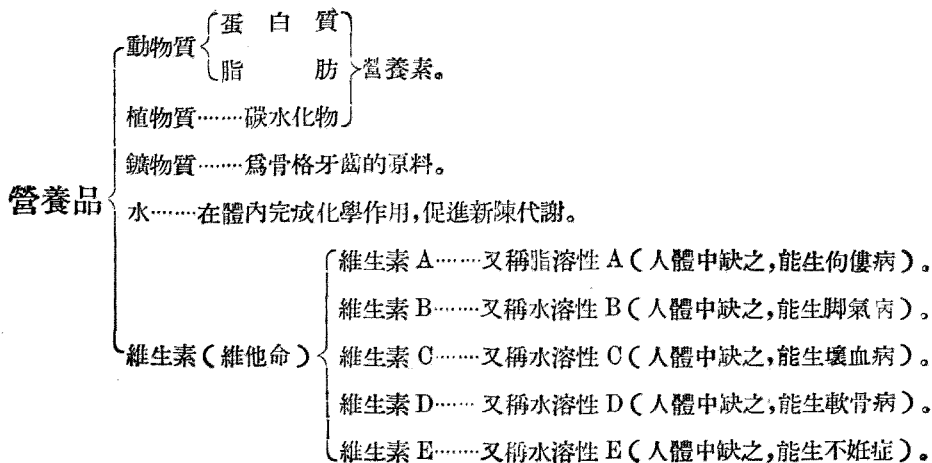 營養品
動物質
蛋白質
脂肪
營養素。
植物質……碳水化物
鑛物質……爲骨格牙齒的原料。
水……在體內完成化學作用,促進新陳代謝。
維生素(維他命)
維生素A……又稱脂溶性A(人體中缺之,能生佝僂病)。
維生素B……又稱水溶性B(人體中缺之,能生脚氣病)。
維生素C……又稱水溶性C(人體中缺之,能生壞血病)。
維生素D……又稱水溶性D(人體中缺之,能生軟骨病)。
維生素E……又稱水溶性E(人體中缺之,能生不妊症)。